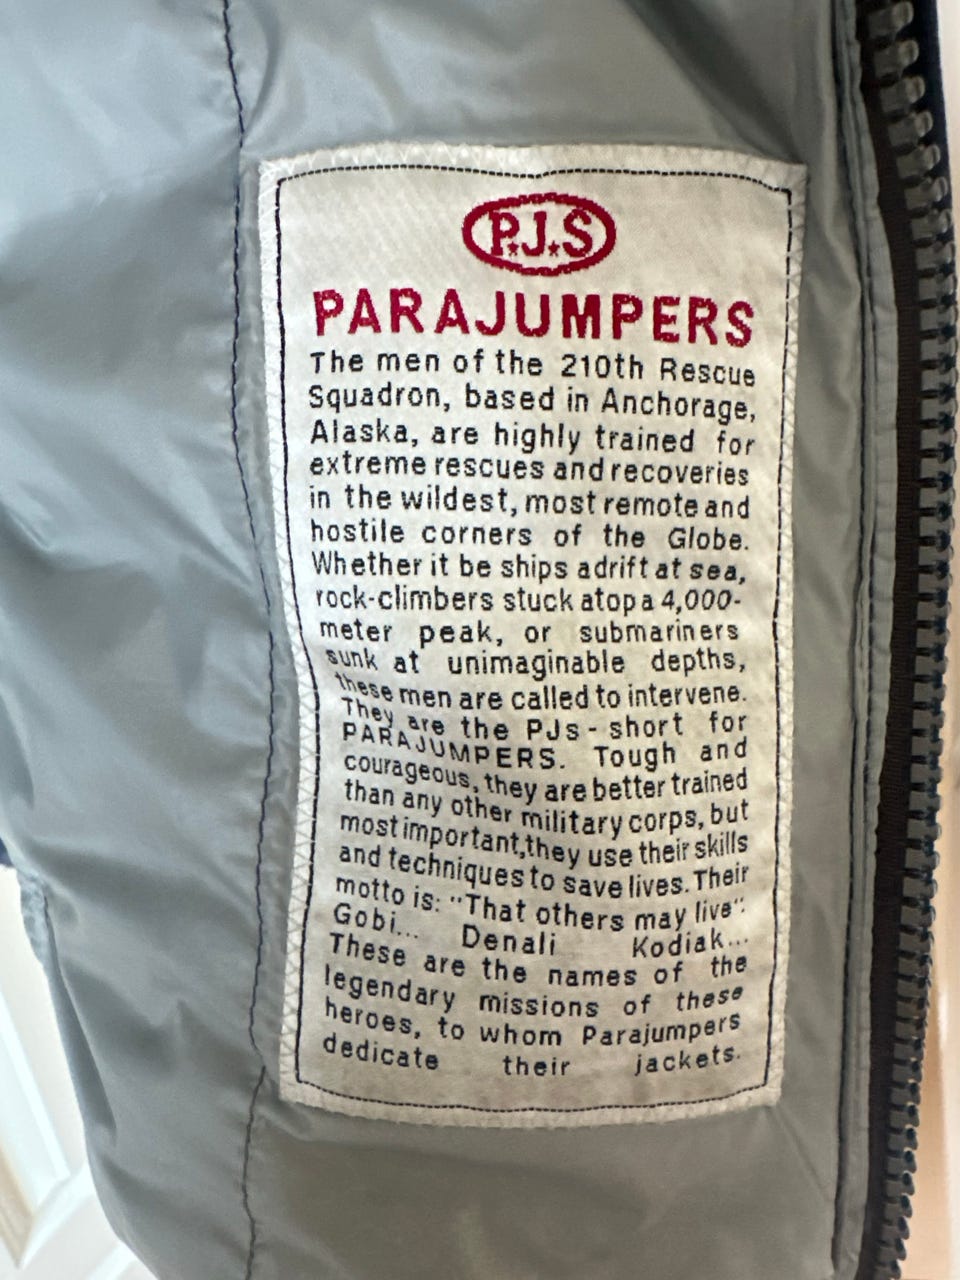 P.J.S
PARAJUMPERS
The men of the 210th Rescue
Squadron, based in Anchorage,
Alaska, are highly trained for
extreme rescues and recoveries
in the wildest, most remote and
hostile corners of the Globe.
Whether it be ships adrift at sea,
rock-climbers stuck atop a 4,000-
meter peak, or submariners
sunk at unimaginable depths,
these men are called to intervene.
They are the PJs - short for
PARAJUMPERS. Tough and
courageous, they are better trained
than any other military corps, but
most important,they use their skills
and techniques to save lives. Their
motto is: "That others may live":
Gobi... Denali Kodiak...
These are the names of the
legendary missions of these
heroes, to whom Parajumpers
dedicate their jackets.